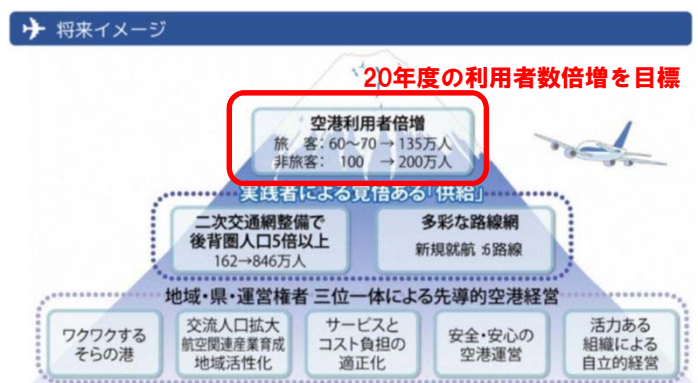 将来イメージ
20年度の利用者数倍増を目標
空港利用者倍増
旅　客：60～70 → 135万人
非旅客： 100 → 200万人
実践者による覚悟ある「供給」
二次交通網整備で
後背圏人口5倍以上
162→846万人
多彩な路線網
新規就航 :6路線
地域・県・運営権者 三位一体による先導的空港経営
ワクワクする
そらの港
交流人口拡大
航空関連産業育成
地域活性化
サービスと
コスト負担の
適正化
安全・安心の
空港運営
活力ある
組織による
自立的経営